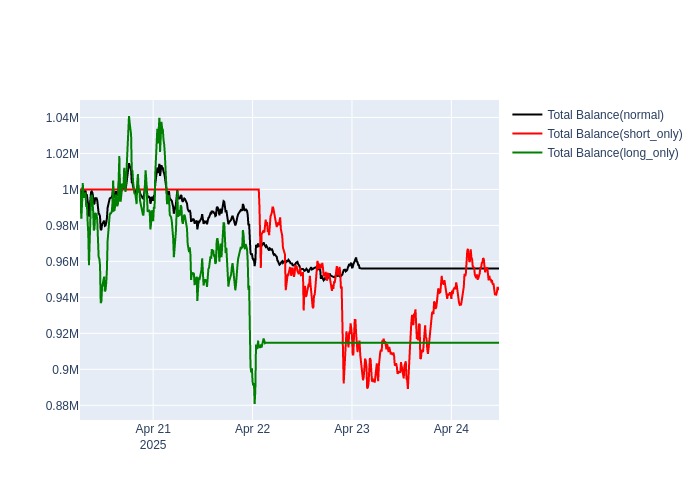 1.04M
1.02M
1M
0.98M
0.96M
0.94M
0.92M
0.9M
0.88M
Apr 21
2025
Apr 22
Apr 23
Apr 24
Total Balance(normal)
Total Balance(short_only)
Total Balance(long_only)